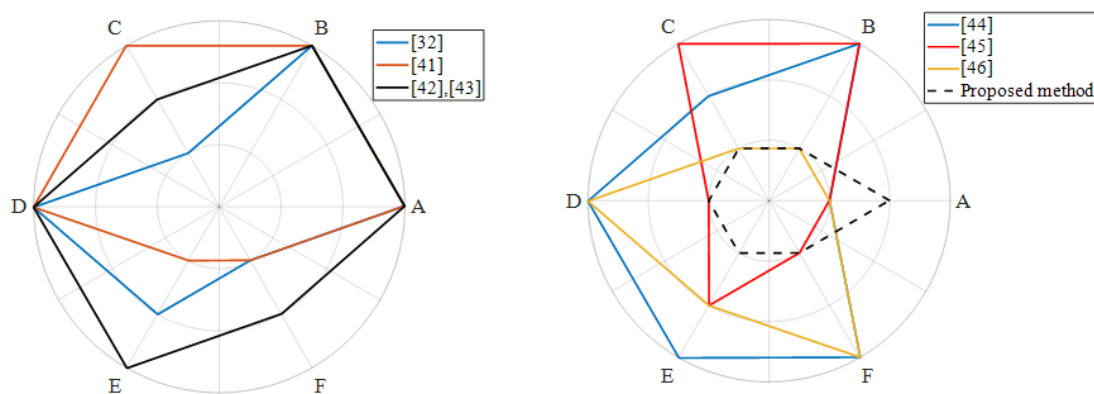 C
B
D
A
E
F
[32]
[41]
[42],[43]
C
B
D
A
E
F
[44]
[45]
[46]
Proposed method